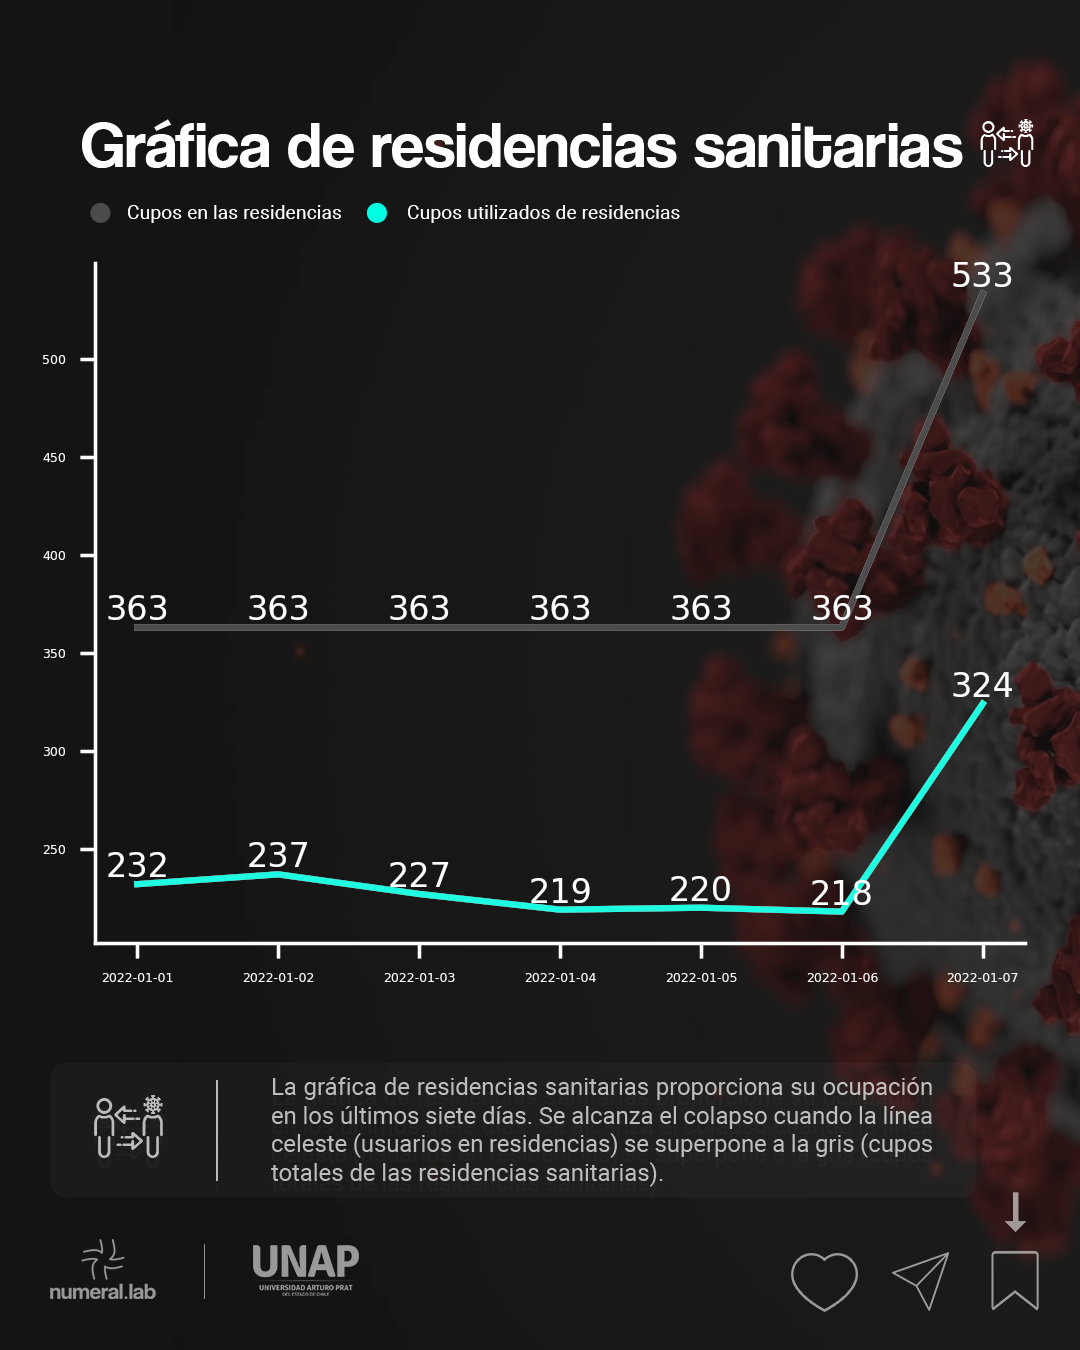 Gráfica de residencias sanitarias
Cupos en las residencias
Cupos utilizados de residencias
533
500
450
400
363 363 363 363 363 363
350
324
300
250
232 237 227 219 220 218
2022-01-01 2022-01-02 2022-01-03 2022-01-04 2022-01-05 2022-01-06 2022-01-07
La gráfica de residencias sanitarias proporciona su ocupación
en los últimos siete días. Se alcanza el colapso cuando la línea
celeste (usuarios en residencias) se superpone a la gris (cupos
totales de las residencias sanitarias).
numeral.lab
UNAP
UNIVERSIDAD ARTURO PRAT
DEL ESTADO DE CHILE